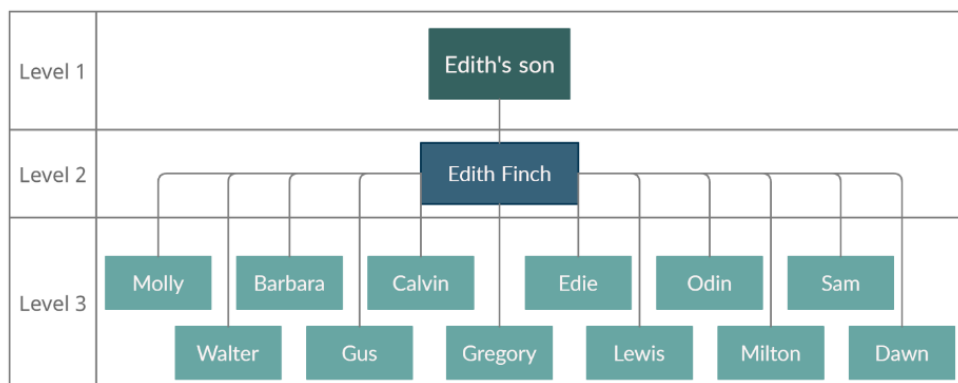 Level 1
Edith's son
Level 2
Edith Finch
Level 3
Molly
Barbara
Calvin
Edie
Odin
Sam
Walter
Gus
Gregory
Lewis
Milton
Dawn